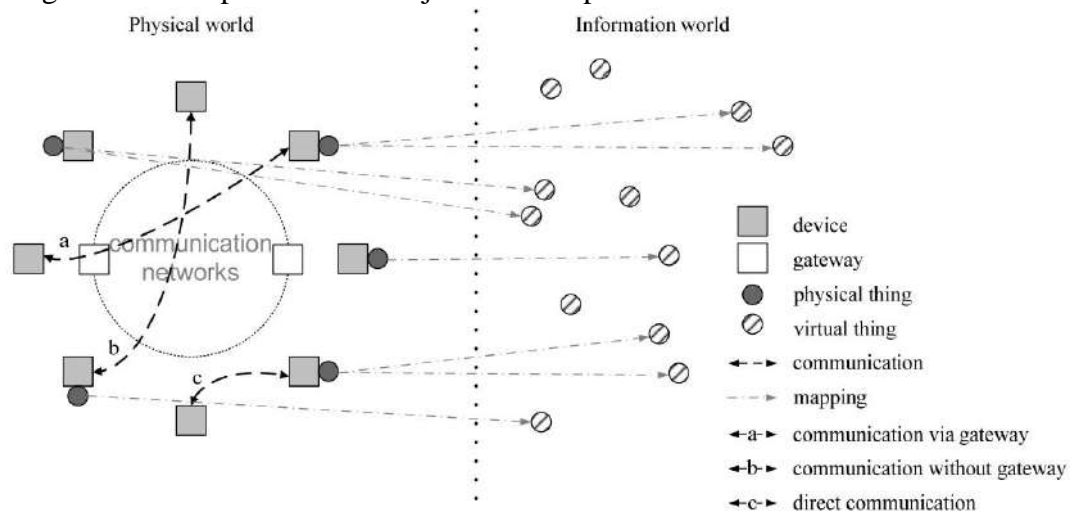 Physical world
Information world
a
communication
networks
b
c
device
gateway
physical thing
virtual thing
communication
mapping
a communication via gateway
b communication without gateway
c direct communication